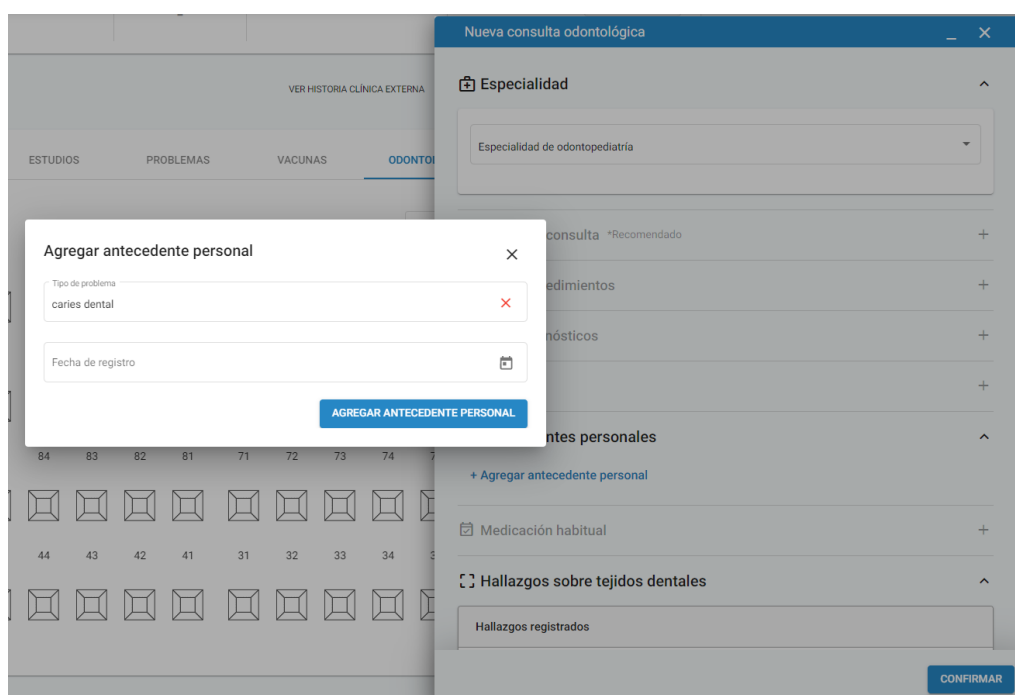 Nueva consulta odontológica
Especialidad
VER HISTORIA CLÍNICA EXTERNA
Especialidad de odontopediatría
ESTUDIOS PROBLEMAS VACUNAS ODONTO
Agregar antecedente personal
Tipo de problema
caries dental
Fecha de registro
AGREGAR ANTECEDENTE PERSONAL
consulta *Recomendado
edimientos
nósticos
ntes personales
+ Agregar antecedente personal
Medicación habitual
Hallazgos sobre tejidos dentales
Hallazgos registrados
CONFIRMAR
84 83 82 81 71 72 73 74 7
44 43 42 41 31 32 33 34 3